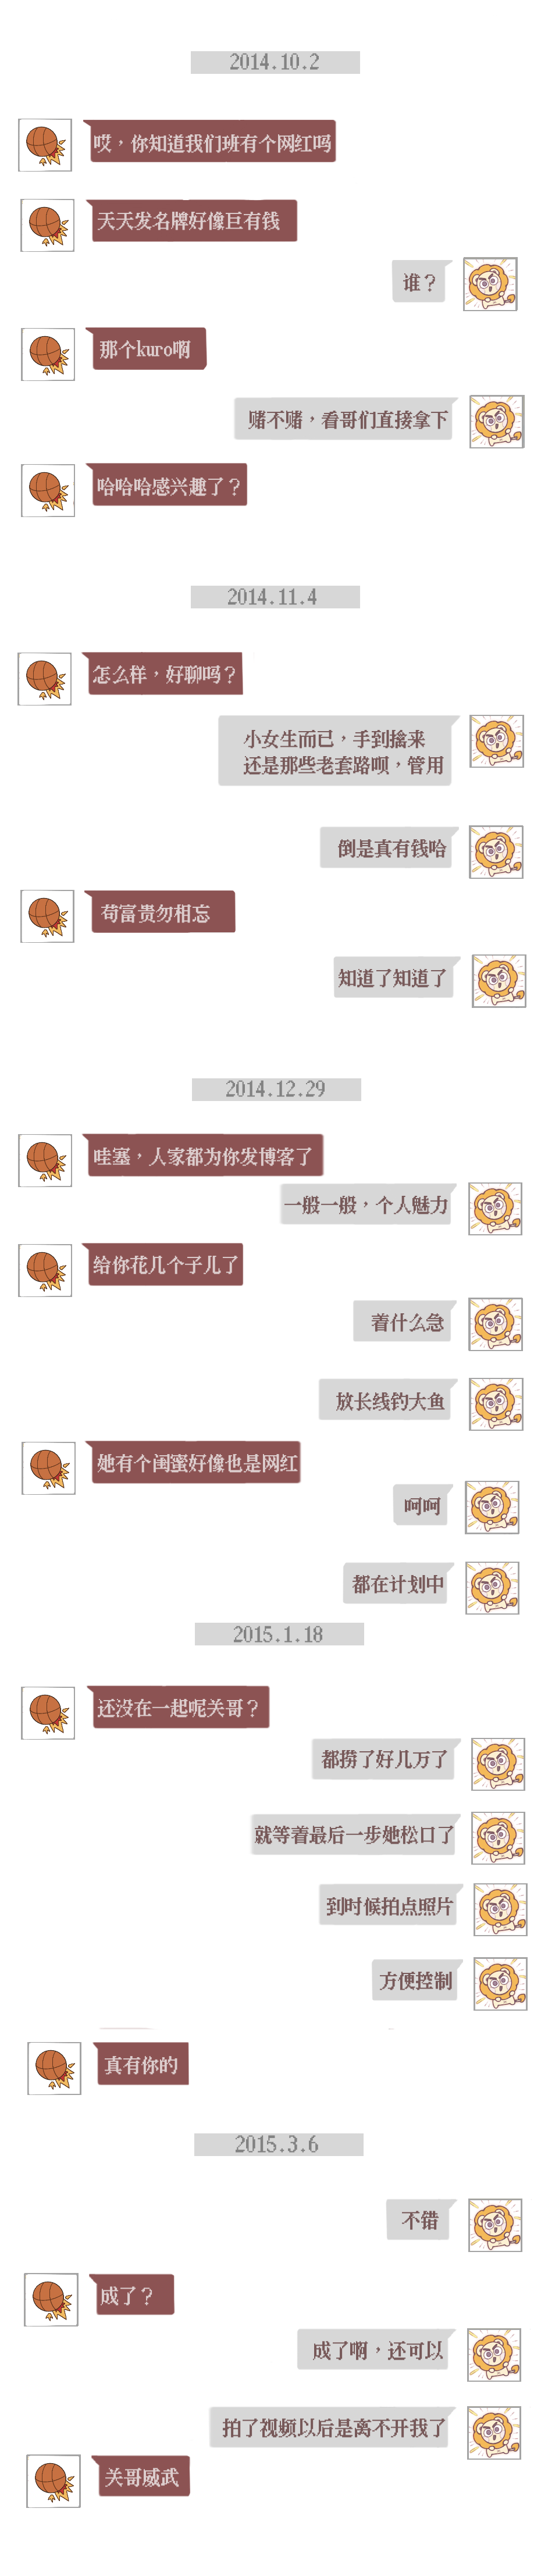 2014.10.2
哎，你知道我们班有个网红吗
天天发名牌好像巨有钱
谁？
那个kuro啊
赌不赌，看哥们直接拿下
哈哈哈感兴趣了？
2014.11.4
怎么样，好聊吗？
小女生而已，手到擒来
还是那些老套路呗，管用
倒是真有钱哈
苟富贵勿相忘
知道了知道了
2014.12.29
哇塞，人家都为你发博客了
一般一般，个人魅力
给你花几个子儿了
着什么急
放长线钓大鱼
她有个闺蜜好像也是网红
呵呵
都在计划中
2015.1.18
还没在一起呢关哥？
都捞了好几万了
就等着最后一步她松口了
到时候拍点照片
方便控制
真有你的
2015.3.6
不错
成了？
成了啊，还可以
拍了视频以后是离不开我了
关哥威武